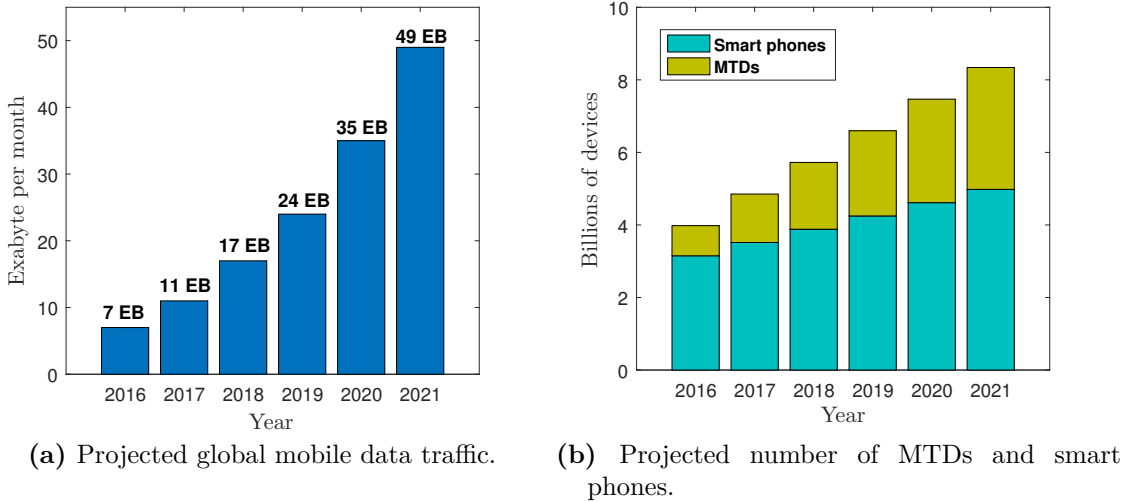 50
40
30
20
10
0
Exabyte per month
7 EB
11 EB
17 EB
24 EB
35 EB
49 EB
2016 2017 2018 2019 2020 2021
Year
(a) Projected global mobile data traffic.
10
8
6
4
2
0
Billions of devices
Smart phones
MTDs
2016 2017 2018 2019 2020 2021
Year
(b) Projected number of MTDs and smart
phones.